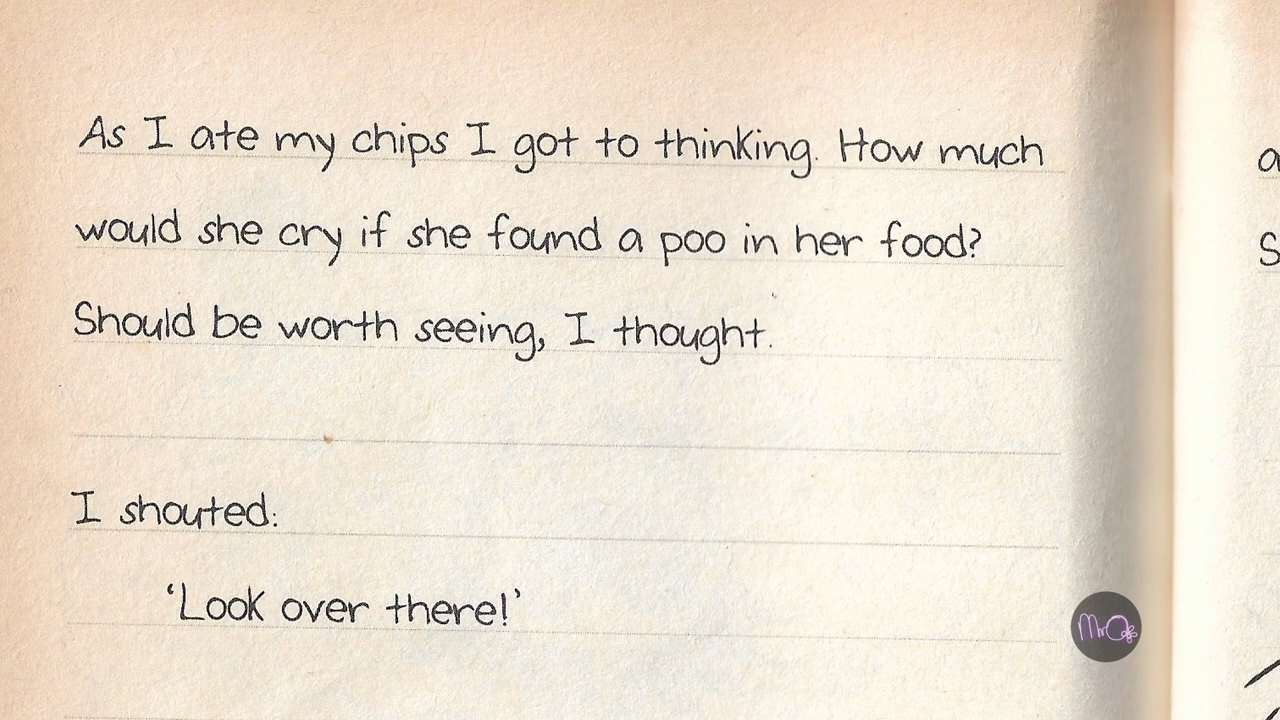 As I ate my chips I got to thinking. How much
would she cry if she found a poo in her food?
Should be worth seeing, I thought.
I shouted:
'Look over there!'